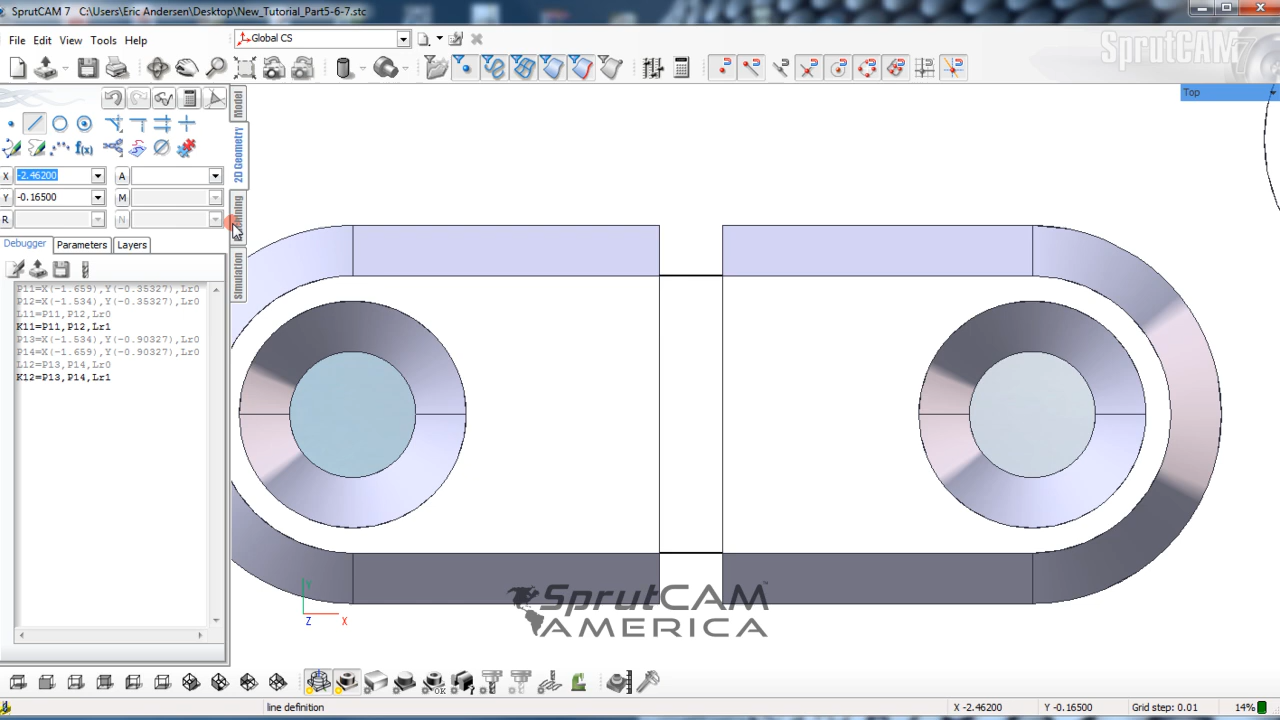 SprutCAM 7 C:\Users\Eric Andersen\Desktop\New_Tutorial_Part5-6-7.stc
File Edit View Tools Help
Global CS
SprutCAM 7
Top
Model
2D Geometry
Simulation
X -2.46200 A
Y -0.16500 M
R N
Debugger Parameters Layers
P11=X(-1.659),Y(-0.35327),Lr0
P12=X(-1.534),Y(-0.35327),Lr0
L11=P11,P12,Lr0
K11=P11,P12,Lr1
P13=X(-1.534),Y(-0.90327),Lr0
P14=X(-1.659),Y(-0.90327),Lr0
L12=P13,P14,Lr0
K12=P13,P14,Lr1
f(x)
Y
Z X
SprutCAM™
AMERICA
OK
line definition X -2.46200 Y -0.16500 Grid step: 0.01 14%